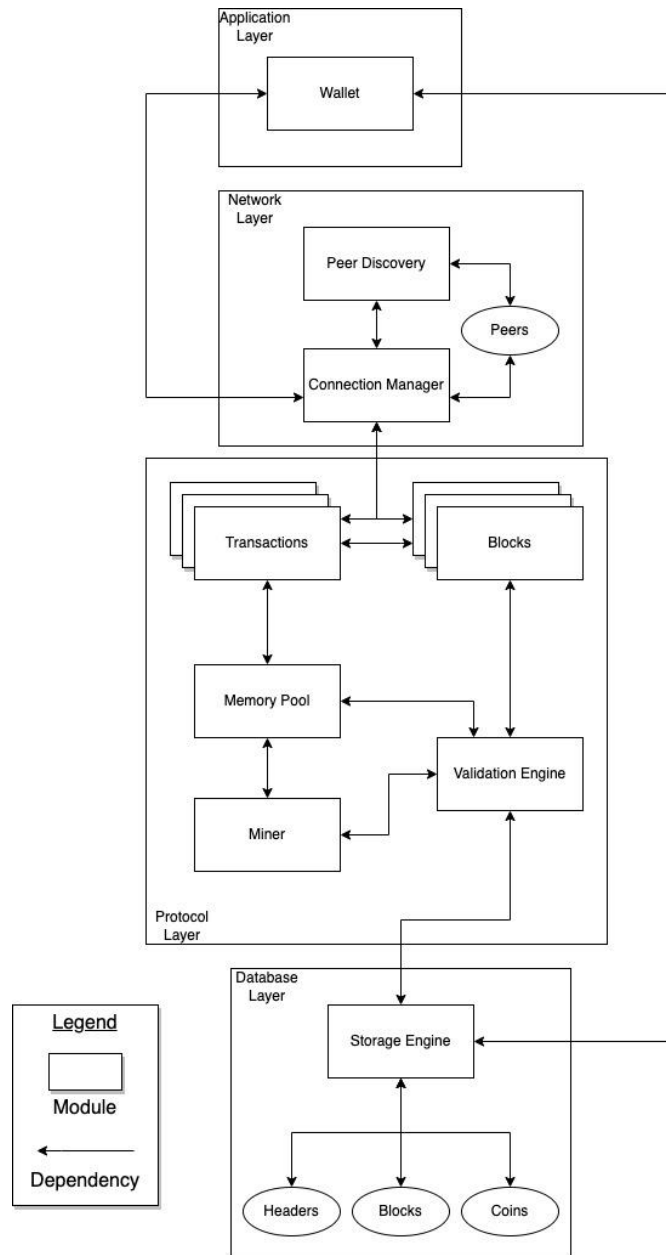 Application
Layer
Wallet
Network
Layer
Peer Discovery
Peers
Connection Manager
Transactions
Blocks
Memory Pool
Validation Engine
Miner
Protocol
Layer
Database
Layer
Storage Engine
Headers
Blocks
Coins
Legend
Module
Dependency